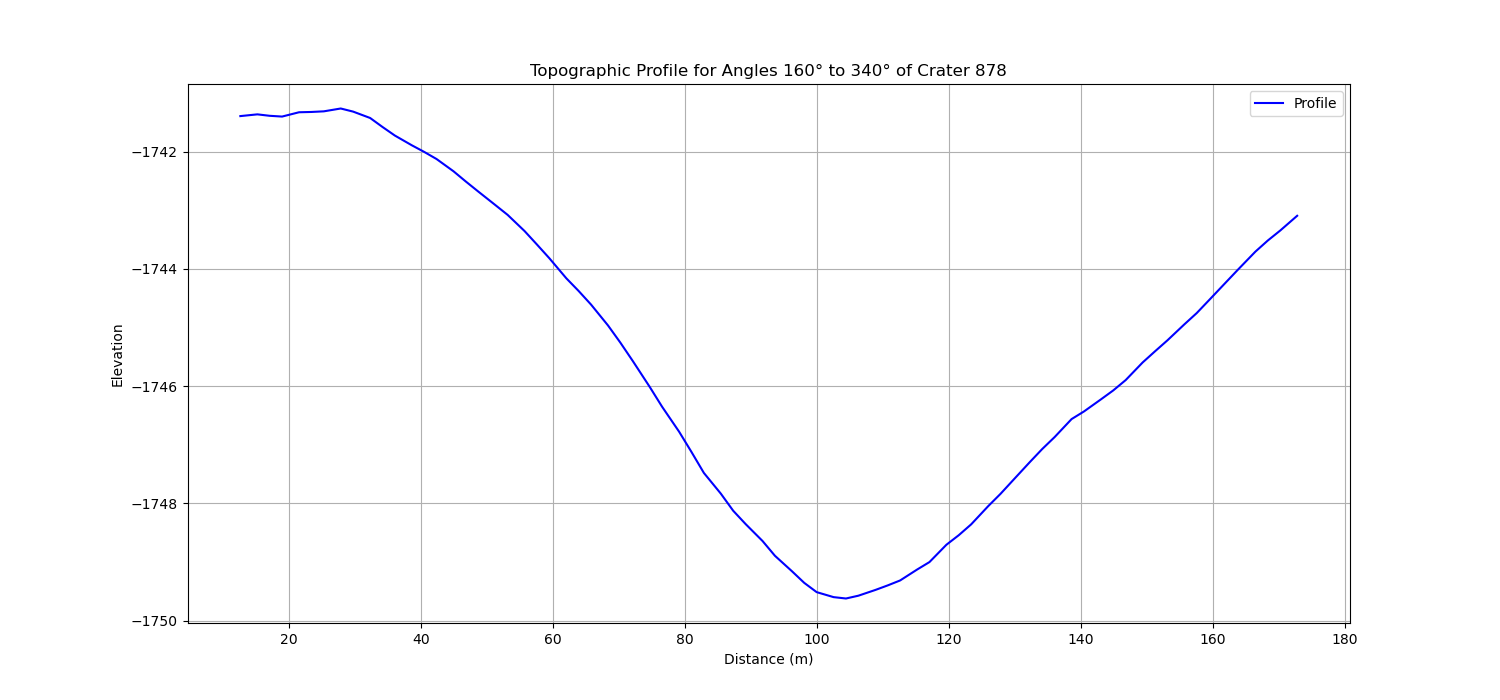 Topographic Profile for Angles 160° to 340° of Crater 878
Profile
−1742
−1744
−1746
−1748
−1750
Elevation
20 40 60 80 100 120 140 160 180
Distance (m)